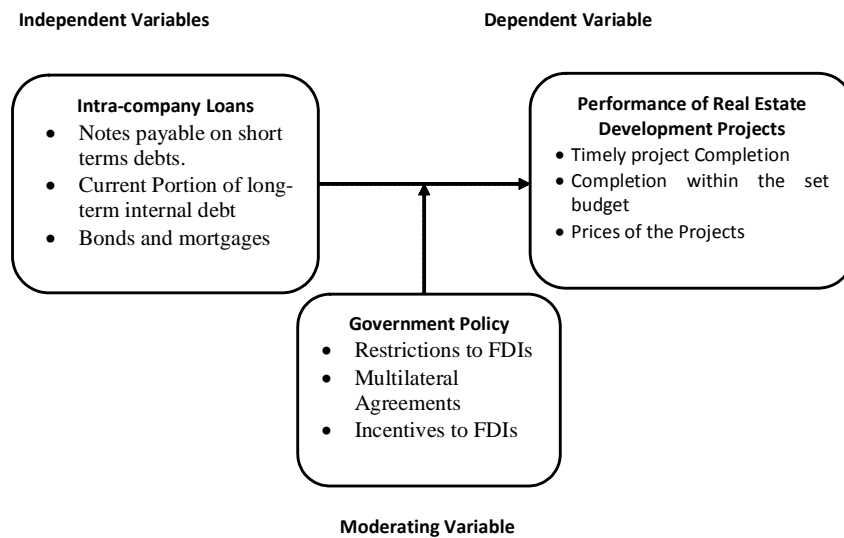 Independent Variables
Dependent Variable
Intra-company Loans
• Notes payable on short
terms debts.
• Current Portion of long-
term internal debt
• Bonds and mortgages
Performance of Real Estate
Development Projects
• Timely project Completion
• Completion within the set
budget
• Prices of the Projects
Government Policy
• Restrictions to FDIs
• Multilateral
Agreements
• Incentives to FDIs
Moderating Variable